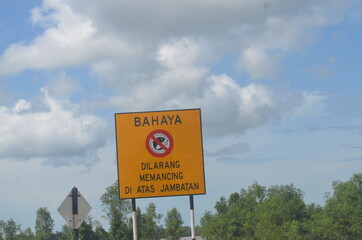 BAHAYA
DILARANG
MEMANCING
DI ATAS JAMBATAN